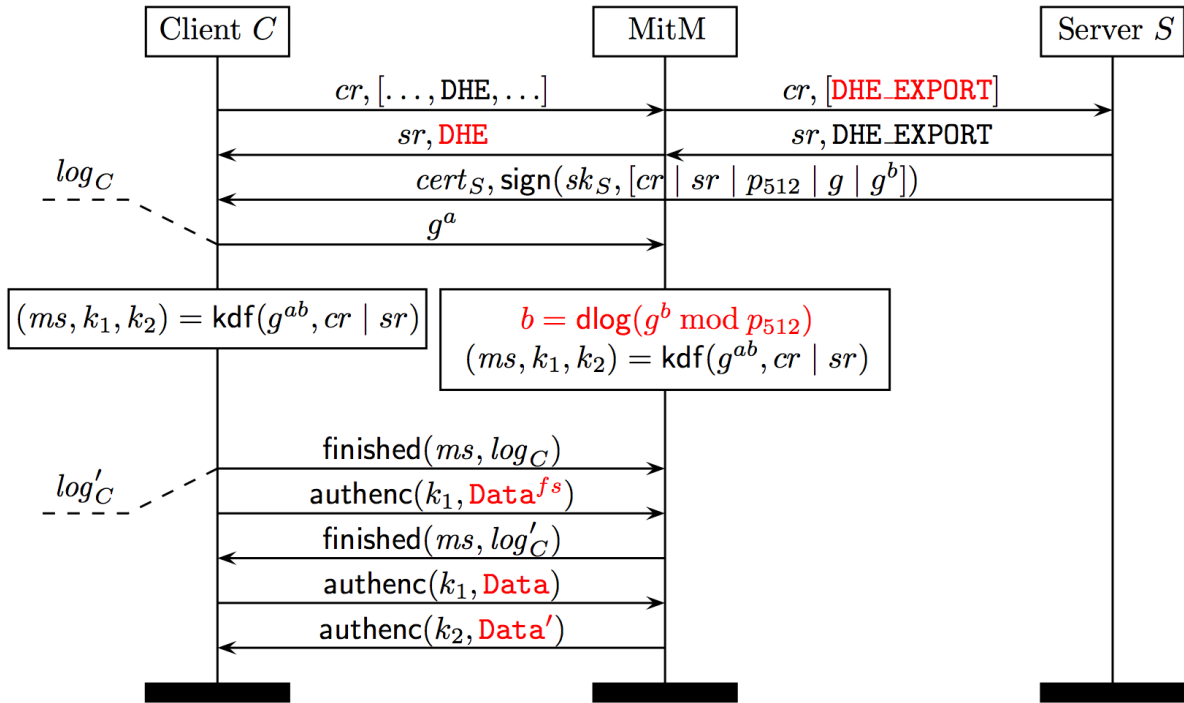 Client C
MitM
Server S
cr, [..., DHE, ...]
cr, [DHE_EXPORT]
sr, DHE
sr, DHE_EXPORT
log_C
cert_S, sign(sk_S, [cr | sr | p_512 | g | g^b])
g^a
(ms, k_1, k_2) = kdf(g^ab, cr | sr)
b = dlog(g^b mod p_512)
(ms, k_1, k_2) = kdf(g^ab, cr | sr)
finished(ms, log_C)
log'_C
authenc(k_1, Data^fs)
finished(ms, log'_C)
authenc(k_1, Data)
authenc(k_2, Data')